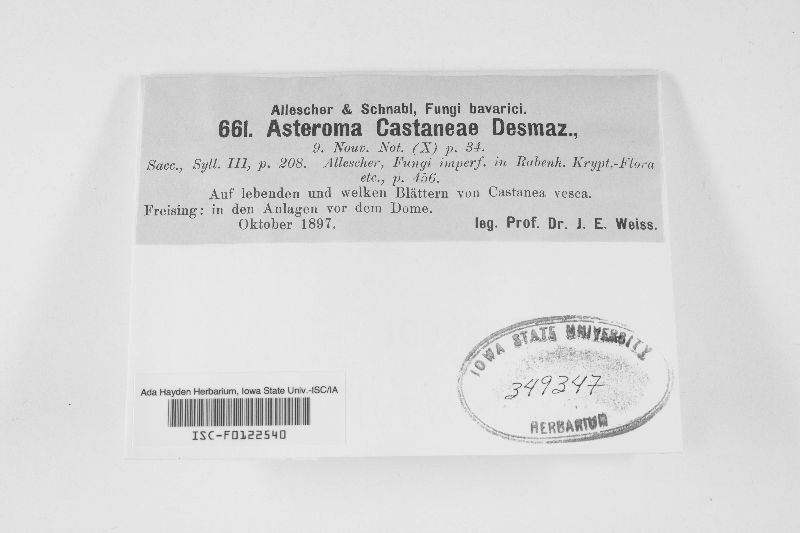 Allescher & Schnabl, Fungi bavarici.
661. Asteroma Castaneae Desmaz.,
9. Nouv. Not. (X) p. 34.
Sacc., Syll. III, p. 208. Allescher, Fungi imperf. in Rabenh. Krypt.-Flora
etc., p. 456.
Auf lebenden und welken Blättern von Castanea vesca.
Freising: in den Anlagen vor dem Dome.
Oktober 1897. leg. Prof. Dr. J. E. Weiss.
IOWA STATE UNIVERSITY
349347
HERBARIUM
Ada Hayden Herbarium, Iowa State Univ.-ISC/IA
ISC-F0122540